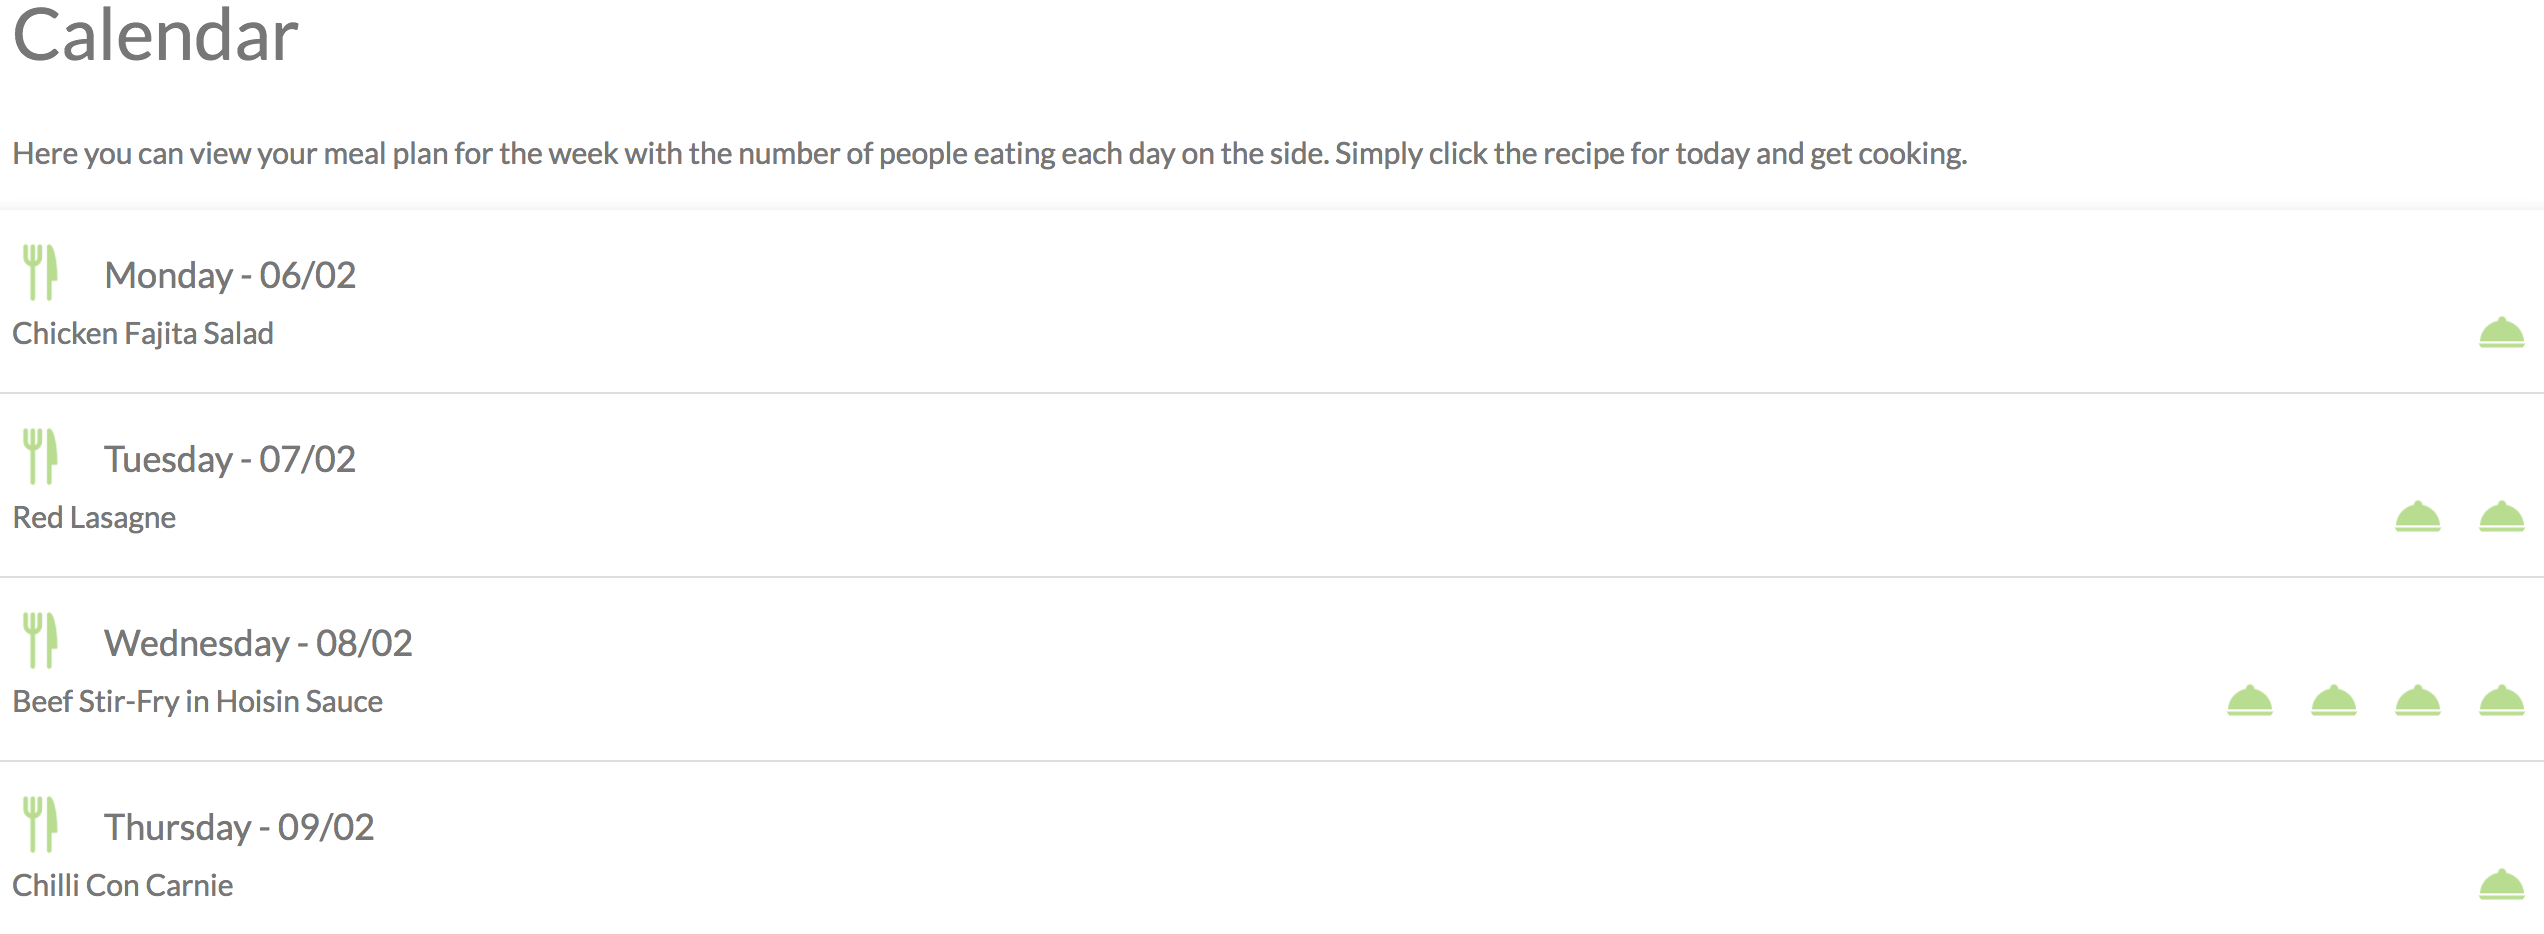 Calendar
Here you can view your meal plan for the week with the number of people eating each day on the side. Simply click the recipe for today and get cooking.
Monday - 06/02
Chicken Fajita Salad
Tuesday - 07/02
Red Lasagne
Wednesday - 08/02
Beef Stir-Fry in Hoisin Sauce
Thursday - 09/02
Chilli Con Carnie